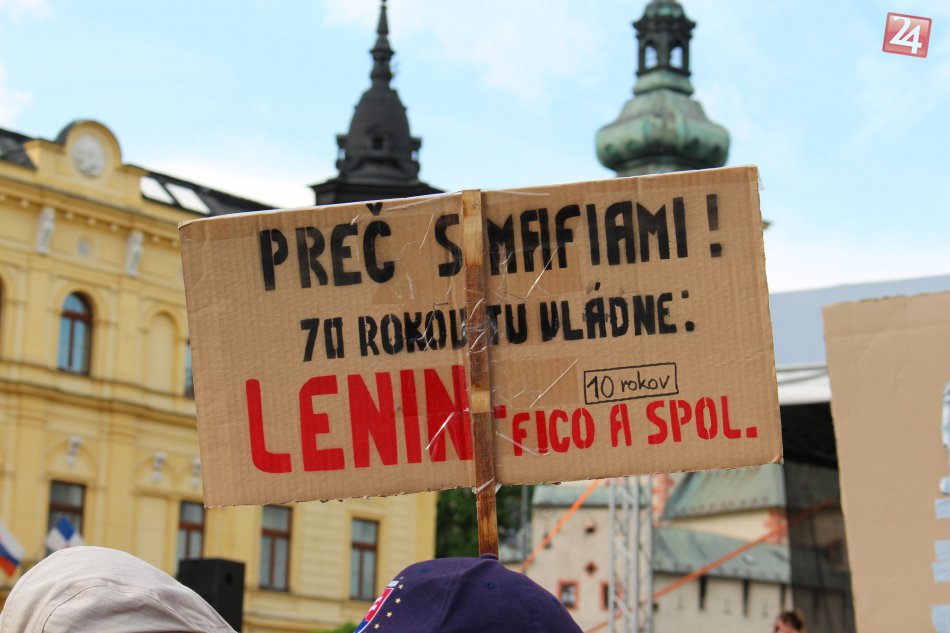 24
PREČ S MAFIAMI!
70 ROKOV TU VLÁDNE:
10 rokov
LENIN-FICO A SPOL.